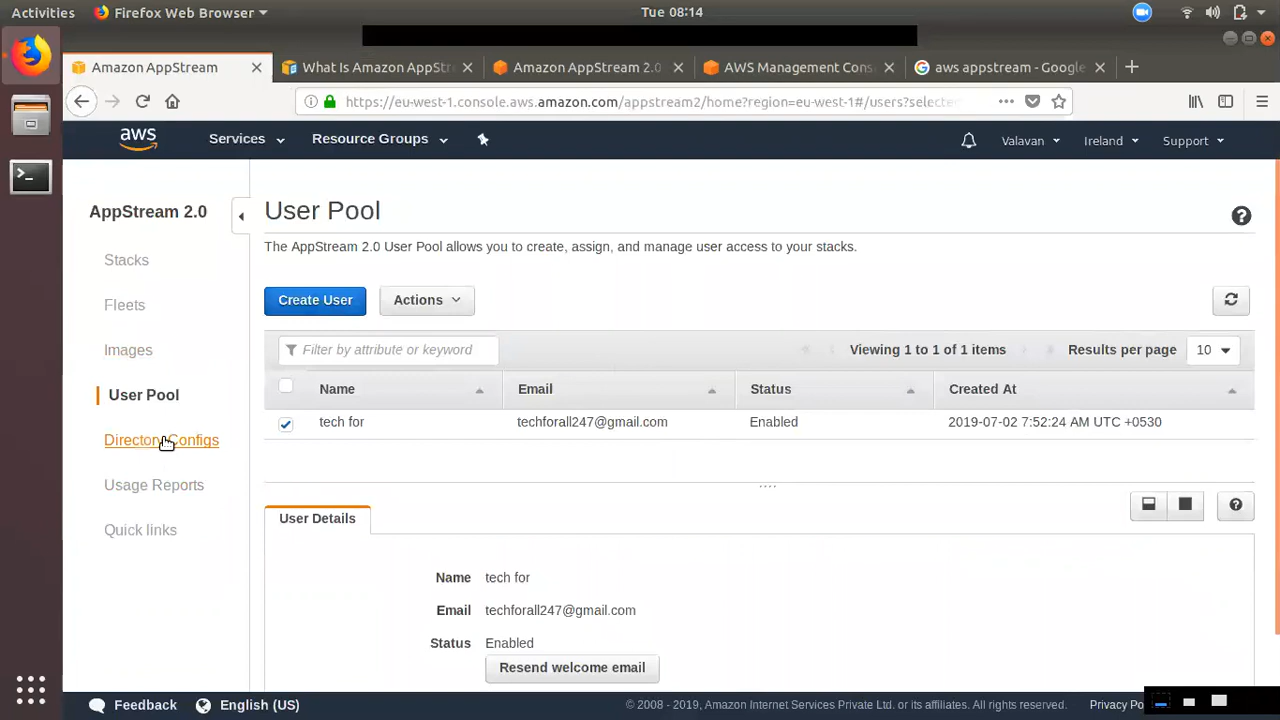 Activities Firefox Web Browser Tue 08:14
Amazon AppStream What Is Amazon AppStr Amazon AppStream 2.0 AWS Management Cons aws appstream - Google
https://eu-west-1.console.aws.amazon.com/appstream2/home?region=eu-west-1#/users?selecte
aws Services Resource Groups Valavan Ireland Support
AppStream 2.0
Stacks
Fleets
Images
User Pool
Directory Configs
Usage Reports
Quick links
User Pool
The AppStream 2.0 User Pool allows you to create, assign, and manage user access to your stacks.
Create User Actions
Filter by attribute or keyword Viewing 1 to 1 of 1 items Results per page 10
Name Email Status Created At
tech for techforall247@gmail.com Enabled 2019-07-02 7:52:24 AM UTC +0530
User Details
Name tech for
Email techforall247@gmail.com
Status Enabled
Resend welcome email
Feedback English (US) © 2008 - 2019, Amazon Internet Services Private Ltd. or its affiliates. All rights reserved. Privacy Po